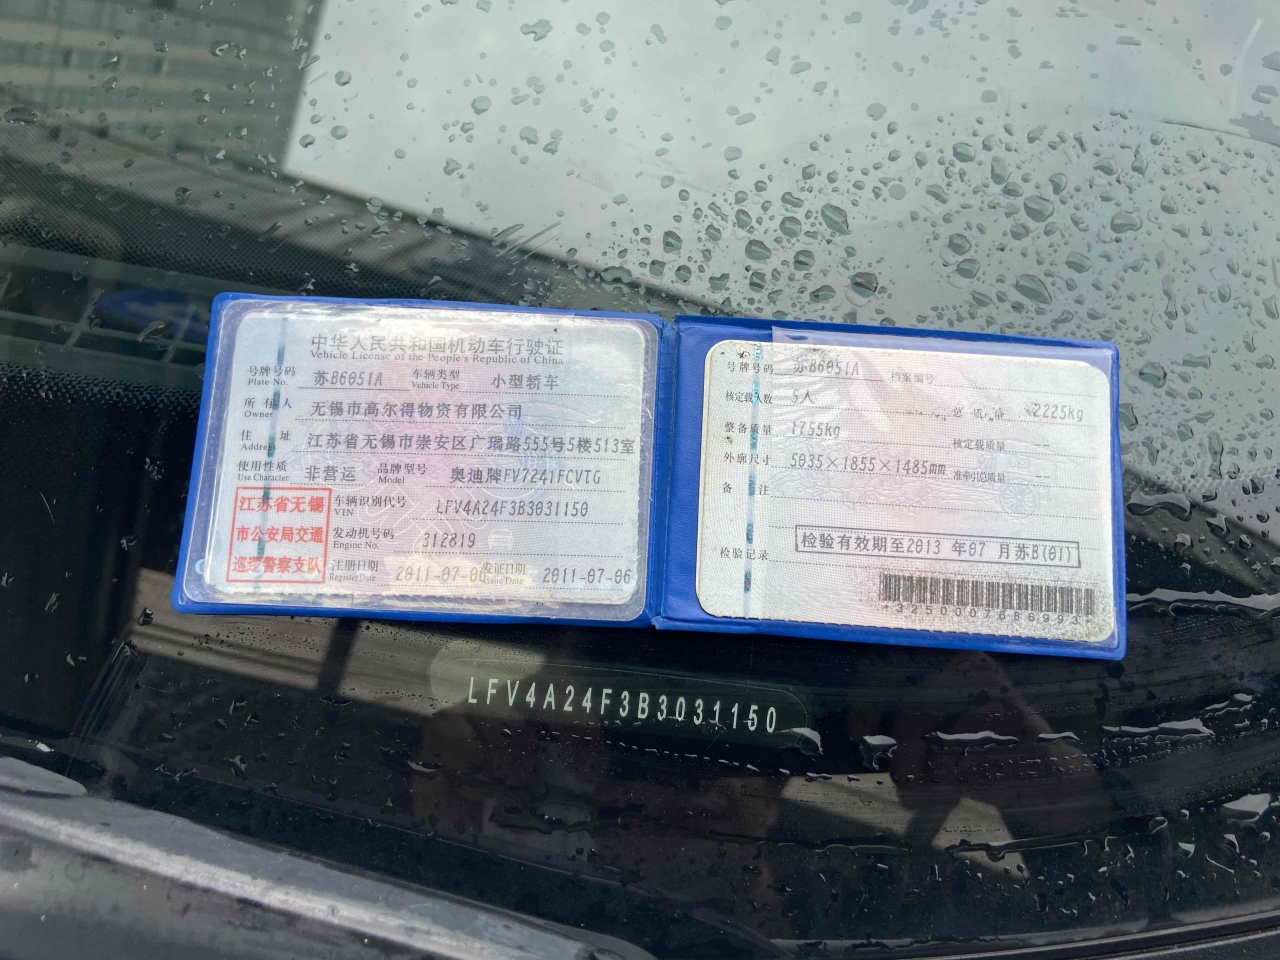 中华人民共和国机动车行驶证
Vehicle License of the People's Republic of China
号牌号码 苏B6051A 车辆类型 小型轿车
Plate No. Vehicle Type
所有人 无锡市高尔得物资有限公司
Owner
住址 江苏省无锡市崇安区广瑞路555号5楼513室
Address
使用性质 非营运 品牌型号 奥迪牌FV7241FCVTG
Use Character Model
江苏省无锡市公安局交通巡逻警察支队
车辆识别代号 LFV4A24F3B3031150
VIN
发动机号码 312819
Engine No.
注册日期 2011-07-06 发证日期 2011-07-06
Register Date Issue Date
号牌号码 苏B6051A 档案编号
核定载人数 5人 总质量 2225kg
整备质量 1755kg 核定载质量 --
外廓尺寸 5035×1855×1485mm 准牵引总质量 --
备注
检验记录 检验有效期至2013 年07 月苏B(01)
*3250007686993*
LFV4A24F3B3031150